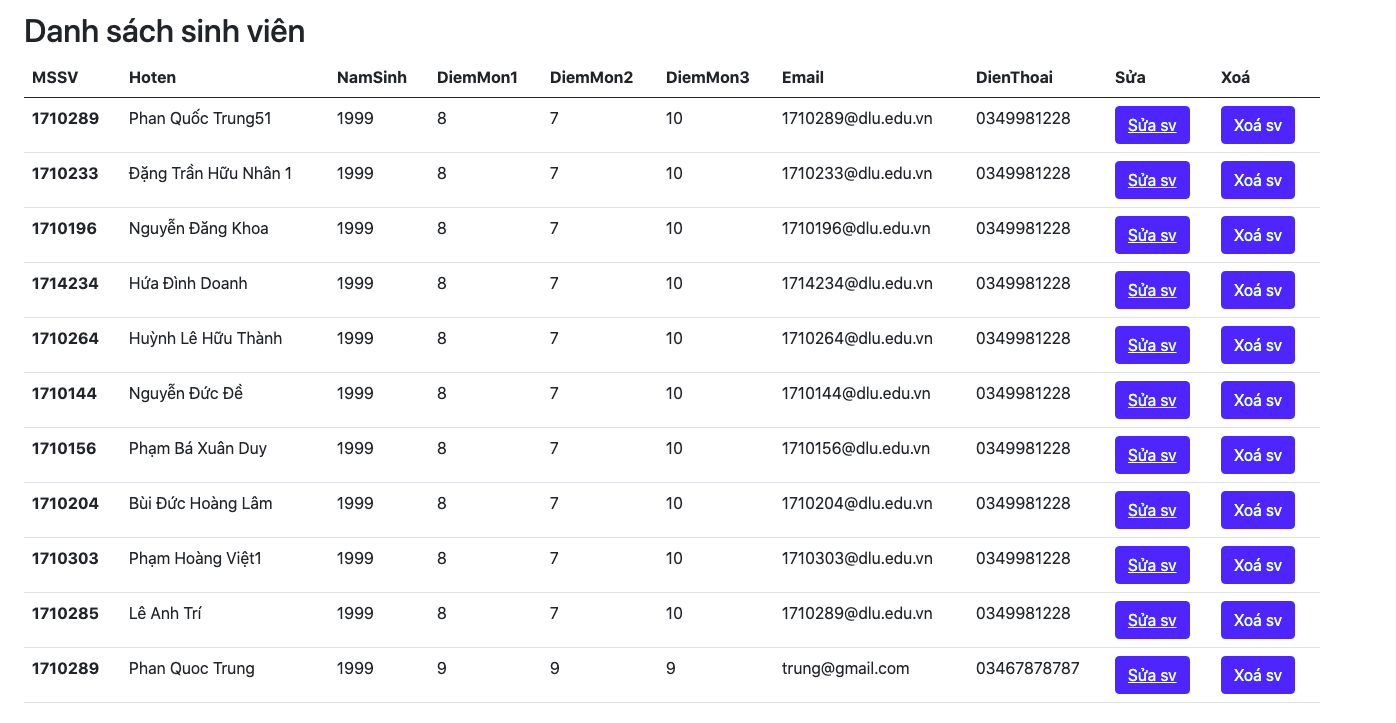 Danh sách sinh viên
MSSV Hoten NamSinh DiemMon1 DiemMon2 DiemMon3 Email DienThoai Sửa Xoá
1710289 Phan Quốc Trung51 1999 8 7 10 1710289@dlu.edu.vn 0349981228 Sửa sv Xoá sv
1710233 Đặng Trần Hữu Nhân 1 1999 8 7 10 1710233@dlu.edu.vn 0349981228 Sửa sv Xoá sv
1710196 Nguyễn Đăng Khoa 1999 8 7 10 1710196@dlu.edu.vn 0349981228 Sửa sv Xoá sv
1714234 Hứa Đình Doanh 1999 8 7 10 1714234@dlu.edu.vn 0349981228 Sửa sv Xoá sv
1710264 Huỳnh Lê Hữu Thành 1999 8 7 10 1710264@dlu.edu.vn 0349981228 Sửa sv Xoá sv
1710144 Nguyễn Đức Đề 1999 8 7 10 1710144@dlu.edu.vn 0349981228 Sửa sv Xoá sv
1710156 Phạm Bá Xuân Duy 1999 8 7 10 1710156@dlu.edu.vn 0349981228 Sửa sv Xoá sv
1710204 Bùi Đức Hoàng Lâm 1999 8 7 10 1710204@dlu.edu.vn 0349981228 Sửa sv Xoá sv
1710303 Phạm Hoàng Việt1 1999 8 7 10 1710303@dlu.edu.vn 0349981228 Sửa sv Xoá sv
1710285 Lê Anh Trí 1999 8 7 10 1710289@dlu.edu.vn 0349981228 Sửa sv Xoá sv
1710289 Phan Quoc Trung 1999 9 9 9 trung@gmail.com 03467878787 Sửa sv Xoá sv